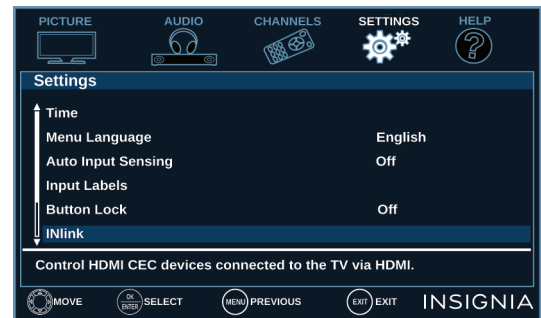 PICTURE AUDIO CHANNELS SETTINGS HELP
Settings
Time
Menu Language English
Auto Input Sensing Off
Input Labels
Button Lock Off
INlink
Control HDMI CEC devices connected to the TV via HDMI.
MOVE OK ENTER SELECT MENU PREVIOUS EXIT EXIT INSIGNIA